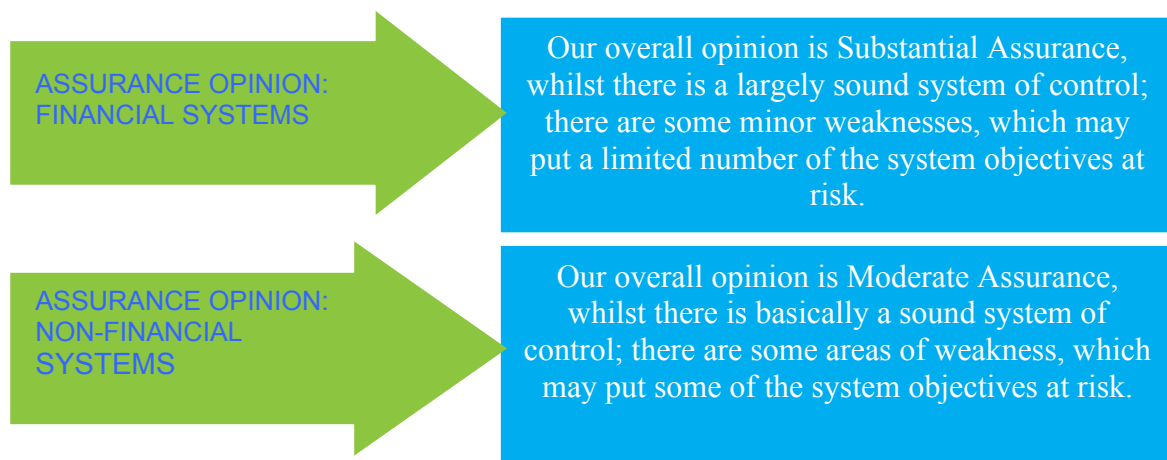 ASSURANCE OPINION:
FINANCIAL SYSTEMS
Our overall opinion is Substantial Assurance,
whilst there is a largely sound system of control;
there are some minor weaknesses, which may
put a limited number of the system objectives at
risk.
ASSURANCE OPINION:
NON-FINANCIAL
SYSTEMS
Our overall opinion is Moderate Assurance,
whilst there is basically a sound system of
control; there are some areas of weakness, which
may put some of the system objectives at risk.